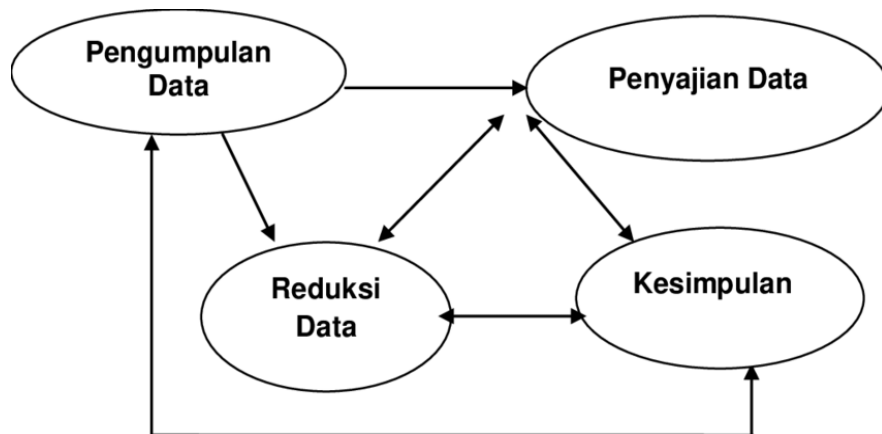 Pengumpulan
Data
Penyajian Data
Reduksi
Data
Kesimpulan